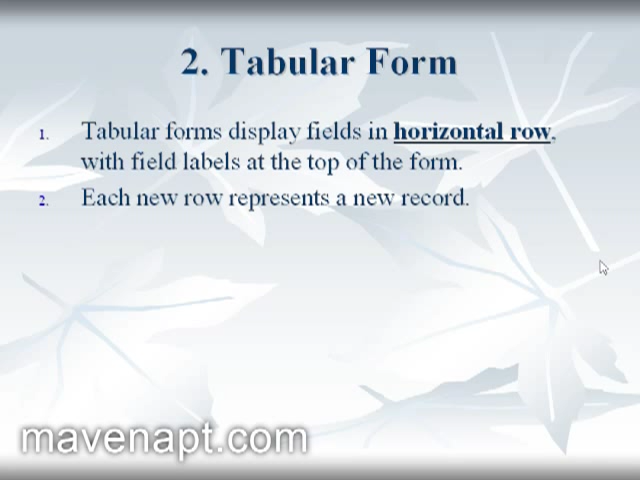 2. Tabular Form
1. Tabular forms display fields in horizontal row,
with field labels at the top of the form.
2. Each new row represents a new record.
mavenapt.com